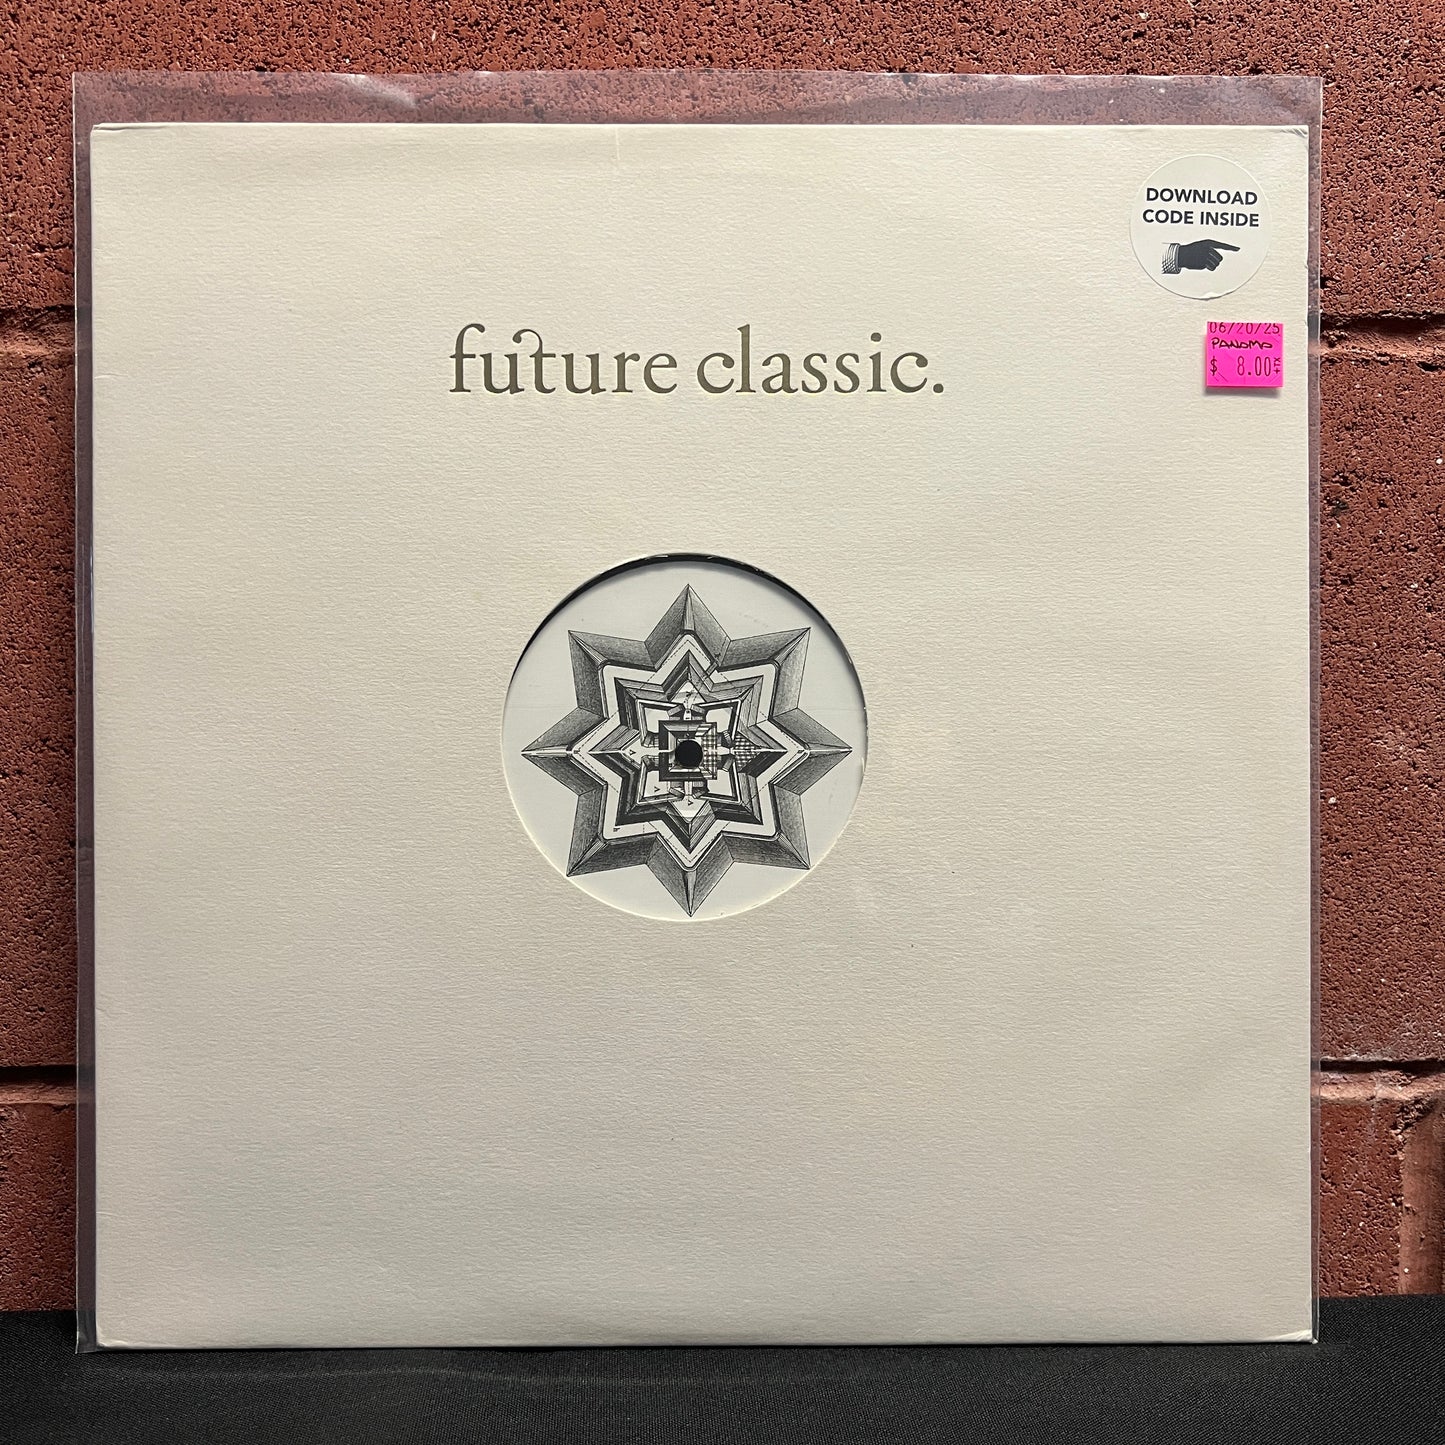 DOWNLOAD
CODE INSIDE
future classic.
06/20/25
PANOMO
$ 8.00